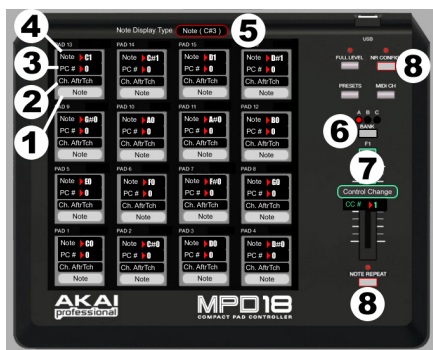 Note Display Type Note ( C#3 )
4
5
USB
PAD 13 PAD 14 PAD 15
Note C1 Note C#1 Note D1 Note D#1
3
PC # 0 PC # 0 PC # 0 PC # 0
2
Ch. AftrTch Ch. AftrTch Ch. AftrTch Ch. AftrTch
1
Note Note Note Note
FULL LEVEL NR CONFIG
8
PRESETS MIDI CH
A B C
6
BANK
PAD 9 PAD 10 PAD 11 PAD 12
Note G#0 Note A0 Note A#0 Note B0
PC # 0 PC # 0 PC # 0 PC # 0
Ch. AftrTch Ch. AftrTch Ch. AftrTch Ch. AftrTch
Note Note Note Note
F1
7
Control Change
CC # 1
PAD 5 PAD 6 PAD 7 PAD 8
Note E0 Note F0 Note F#0 Note G0
PC # 0 PC # 0 PC # 0 PC # 0
Ch. AftrTch Ch. AftrTch Ch. AftrTch Ch. AftrTch
Note Note Note Note
PAD 1 PAD 2 PAD 3 PAD 4
Note C0 Note C#0 Note D0 Note D#0
PC # 0 PC # 0 PC # 0 PC # 0
Ch. AftrTch Ch. AftrTch Ch. AftrTch Ch. AftrTch
Note Note Note Note
NOTE REPEAT
8
AKAI
professional
MPD18
COMPACT PAD CONTROLLER